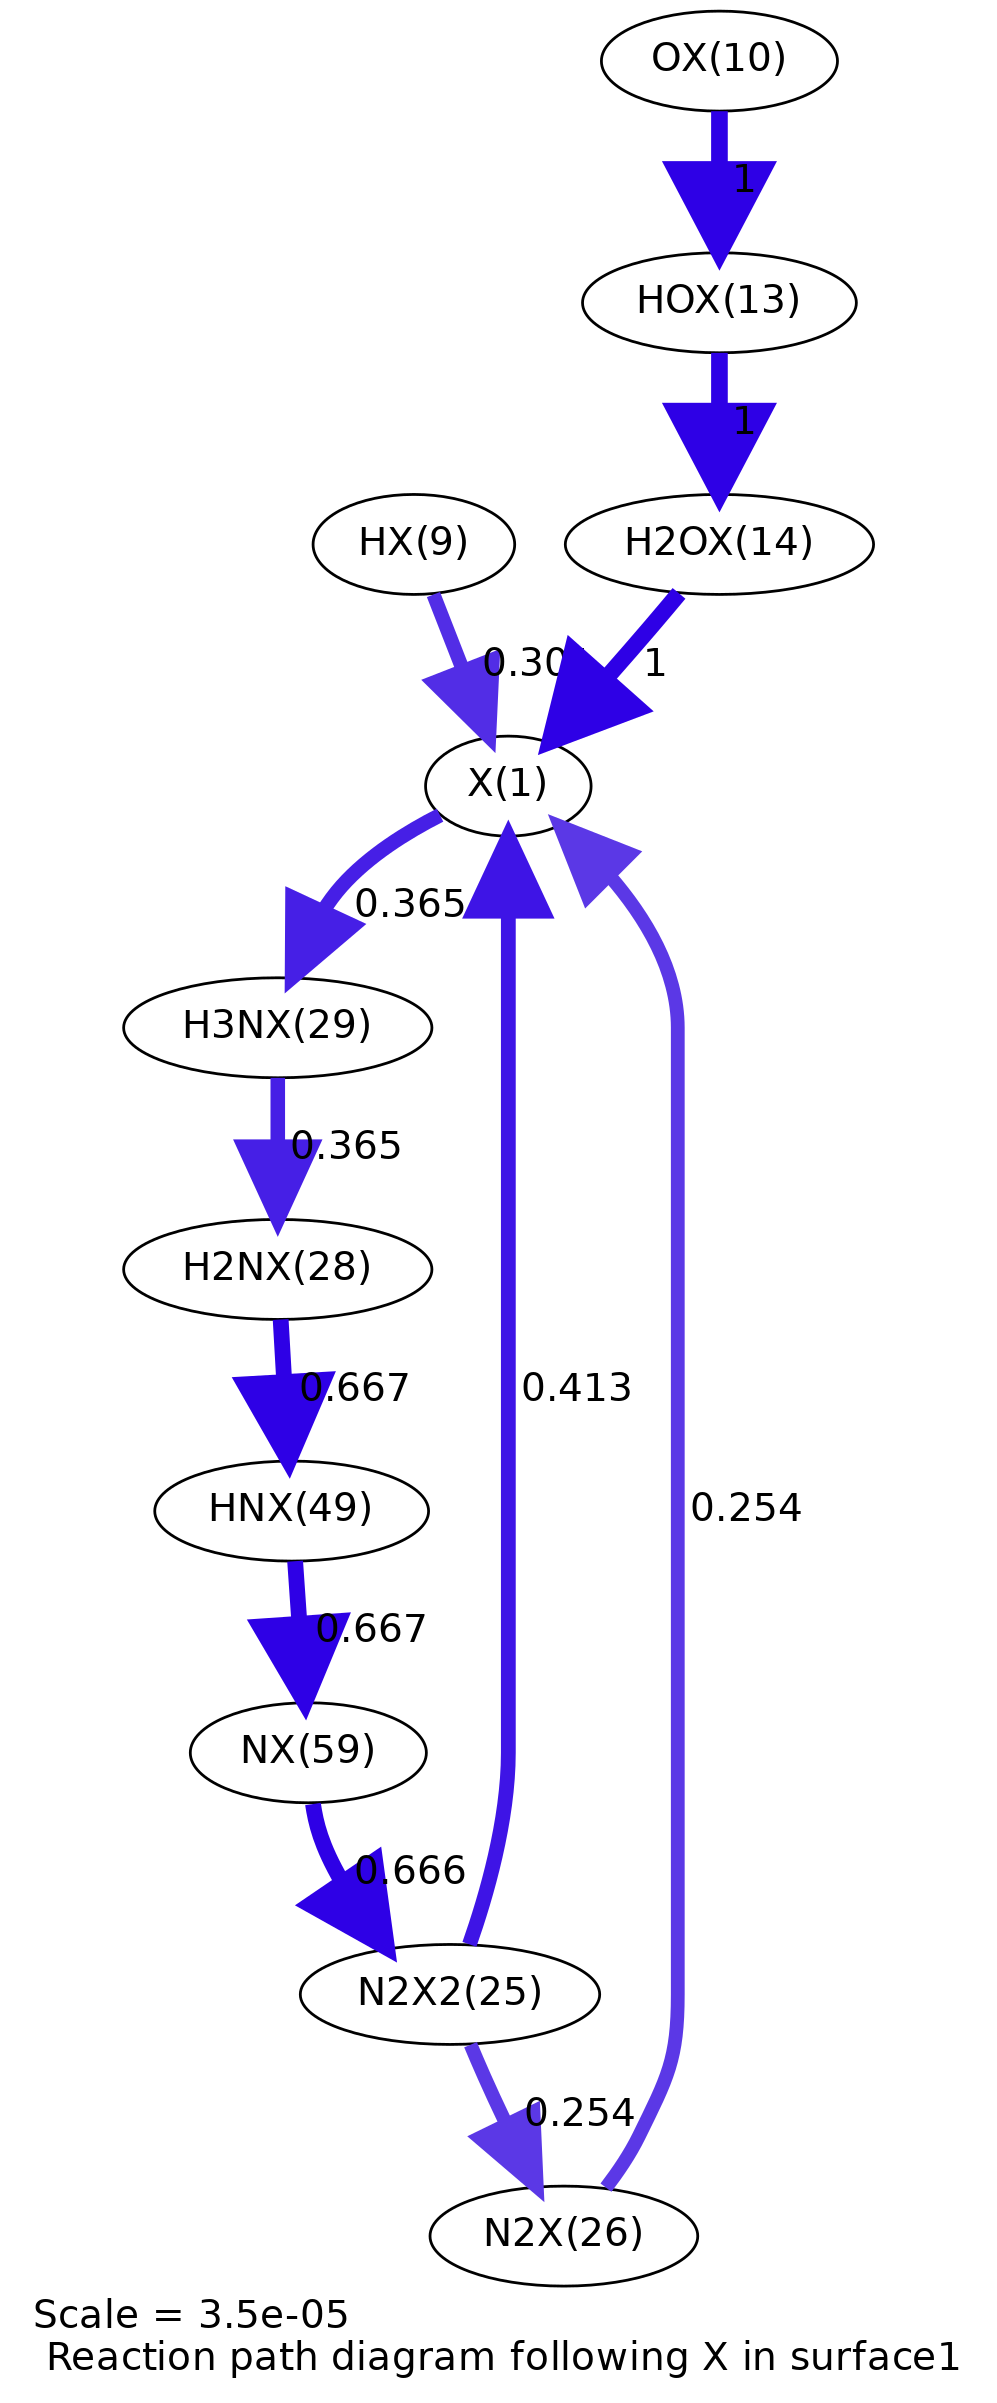 OX(10)
1
HOX(13)
1
HX(9)
H2OX(14)
1
X(1)
0.365
H3NX(29)
0.365
H2NX(28)
0.667
0.413
HNX(49)
0.254
0.667
NX(59)
0.666
N2X2(25)
0.254
N2X(26)
Scale = 3.5e-05
Reaction path diagram following X in surface1